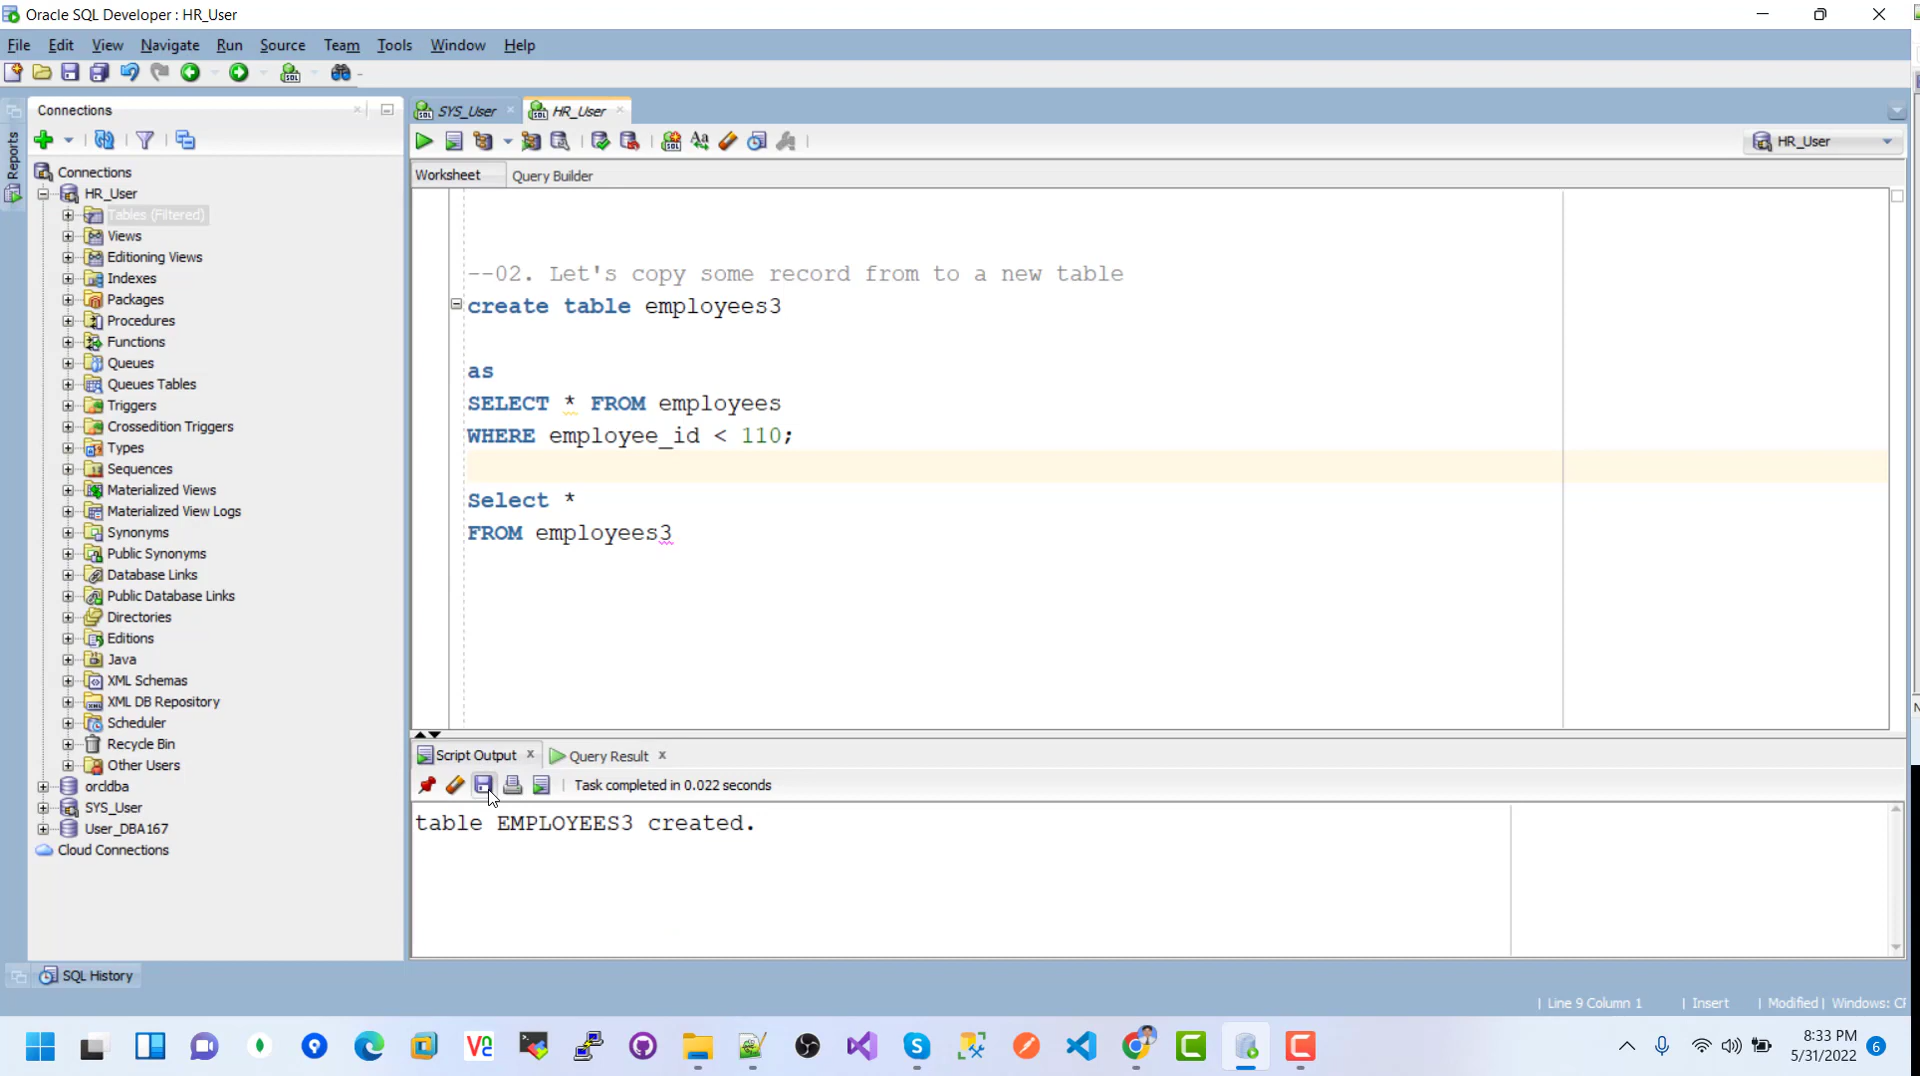 Oracle SQL Developer : HR_User
File Edit View Navigate Run Source Team Tools Window Help
Connections
SYS_User
HR_User
HR_User
Reports
Worksheet
Query Builder
Connections
HR_User
Tables (Filtered)
Views
Editioning Views
Indexes
Packages
Procedures
Functions
Queues
Queues Tables
Triggers
Crossedition Triggers
Types
Sequences
Materialized Views
Materialized View Logs
Synonyms
Public Synonyms
Database Links
Public Database Links
Directories
Editions
Java
XML Schemas
XML DB Repository
Scheduler
Recycle Bin
Other Users
orcldba
SYS_User
User_DBA167
Cloud Connections
--02. Let's copy some record from to a new table
create table employees3
as
SELECT * FROM employees
WHERE employee_id < 110;
Select *
FROM employees3
Script Output
Query Result
Task completed in 0.022 seconds
table EMPLOYEES3 created.
SQL History
Line 9 Column 1
Insert
Modified
Windows:
8:33 PM
5/31/2022
6